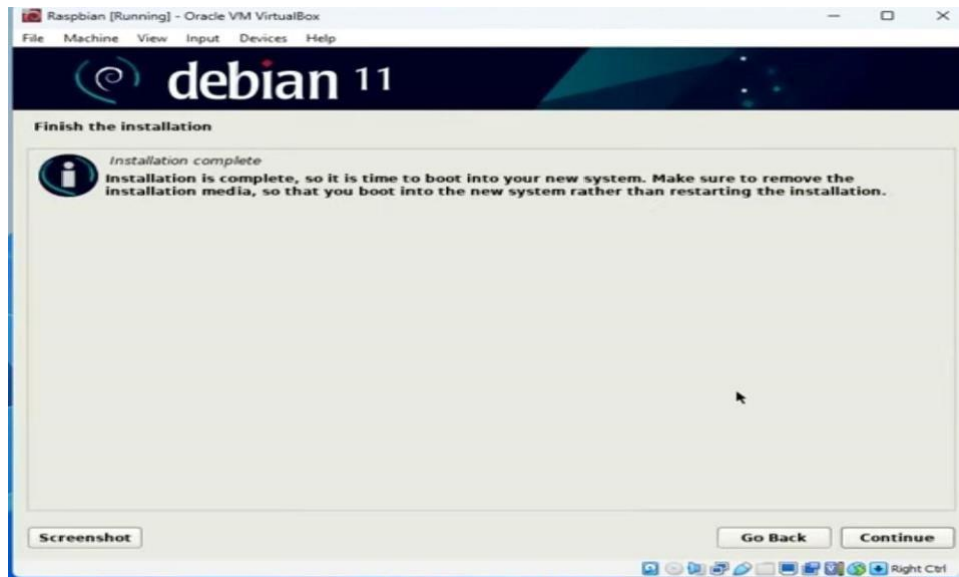 Raspbian [Running] - Oracle VM VirtualBox
File Machine View Input Devices Help
debian 11
Finish the installation
Installation complete
Installation is complete, so it is time to boot into your new system. Make sure to remove the
installation media, so that you boot into the new system rather than restarting the installation.
Screenshot
Go Back
Continue
Right Ctrl